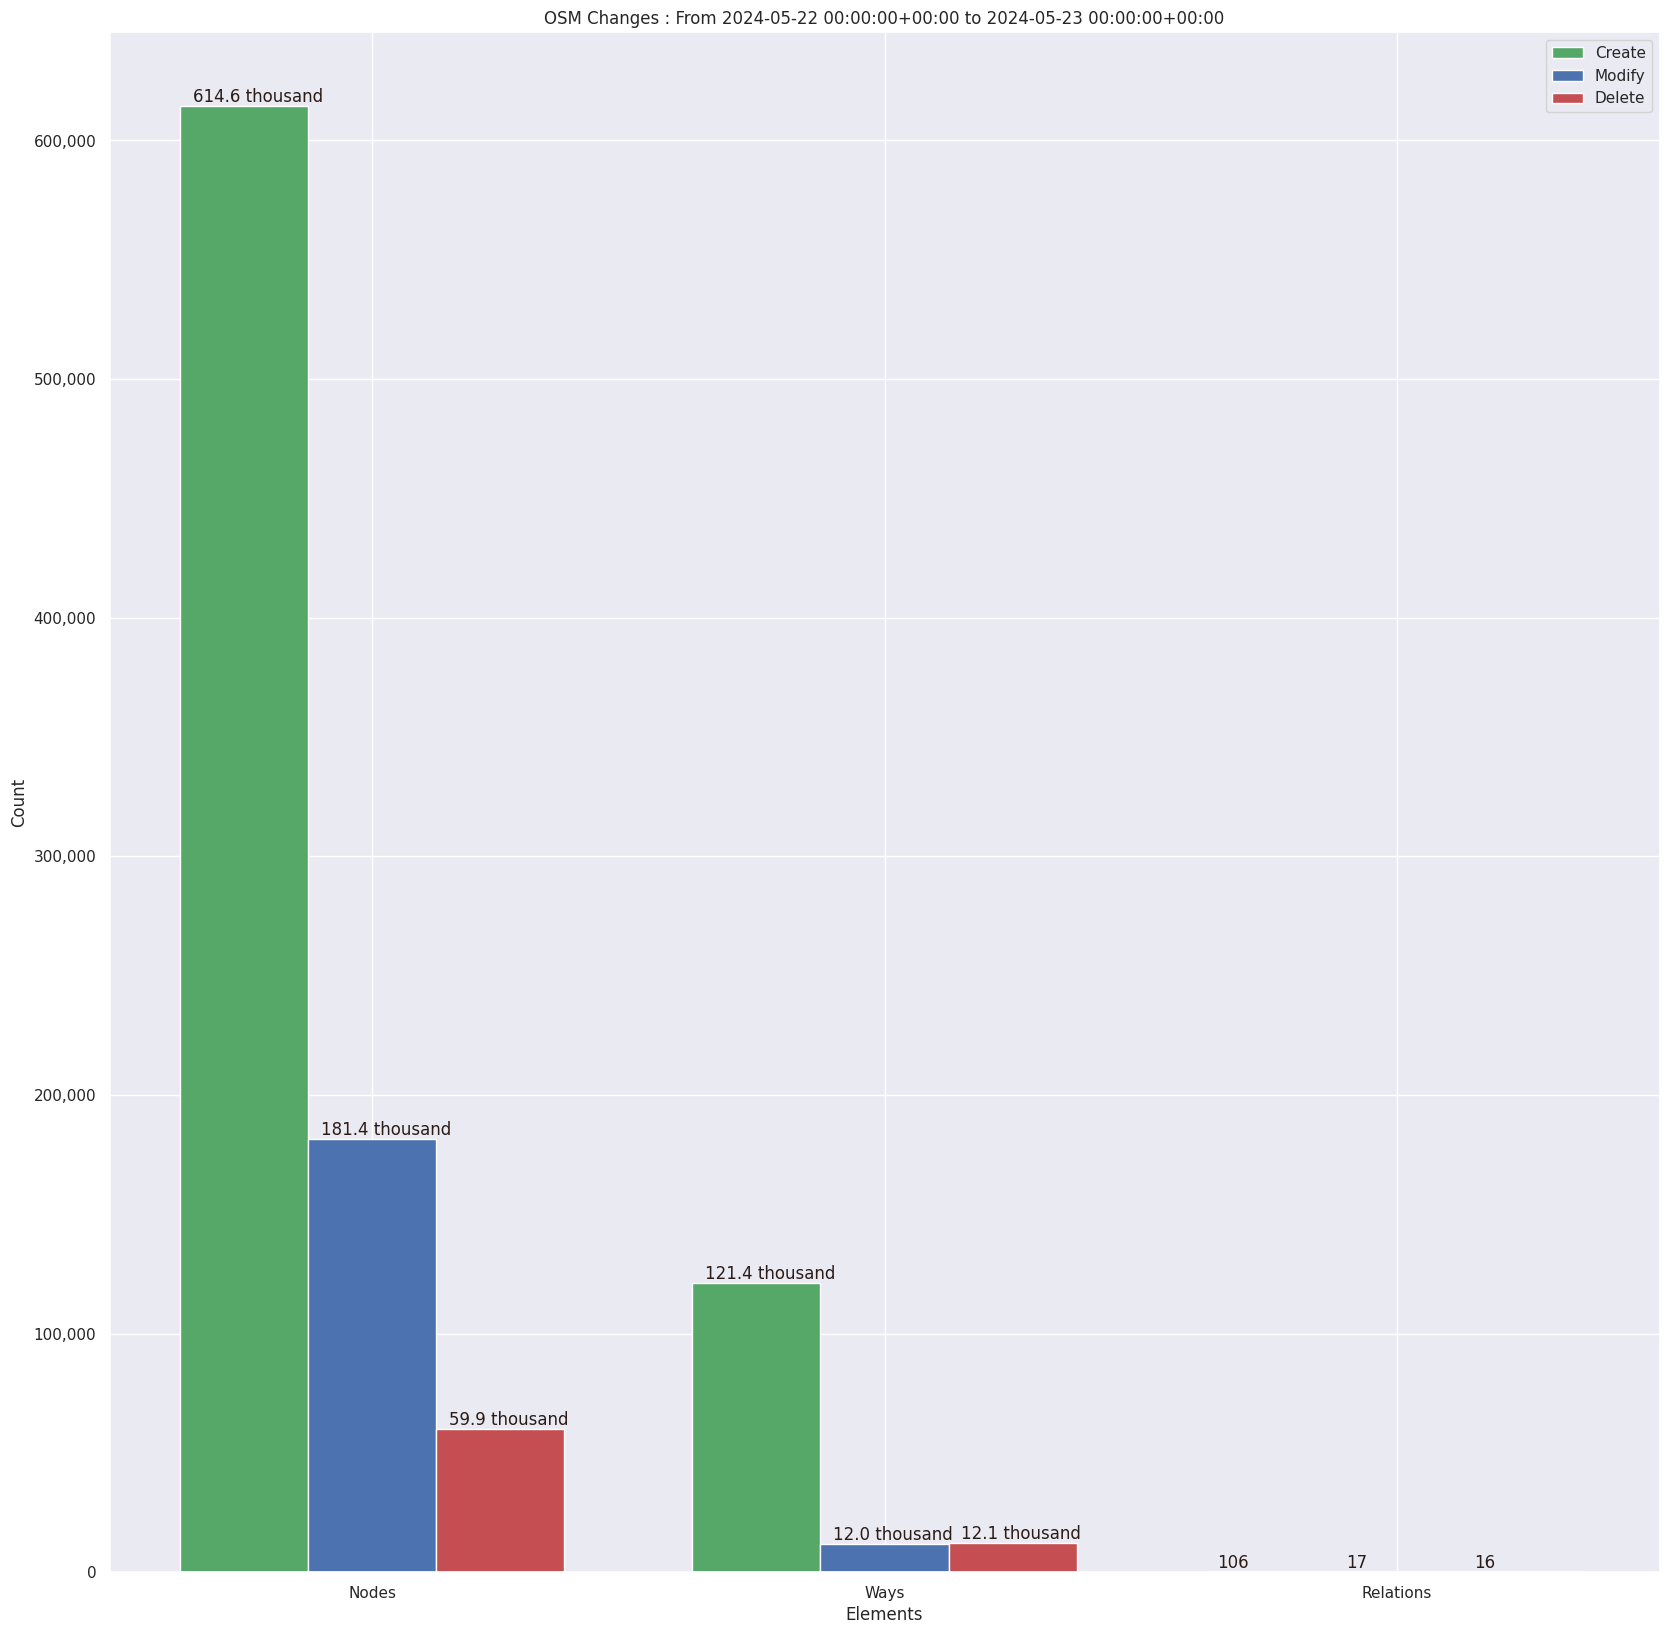 OSM Changes : From 2024-05-22 00:00:00+00:00 to 2024-05-23 00:00:00+00:00
Create
Modify
Delete
614.6 thousand
600,000
500,000
400,000
300,000
200,000
100,000
0
Count
181.4 thousand
59.9 thousand
121.4 thousand
12.0 thousand
12.1 thousand
106
17
16
Nodes
Ways
Relations
Elements